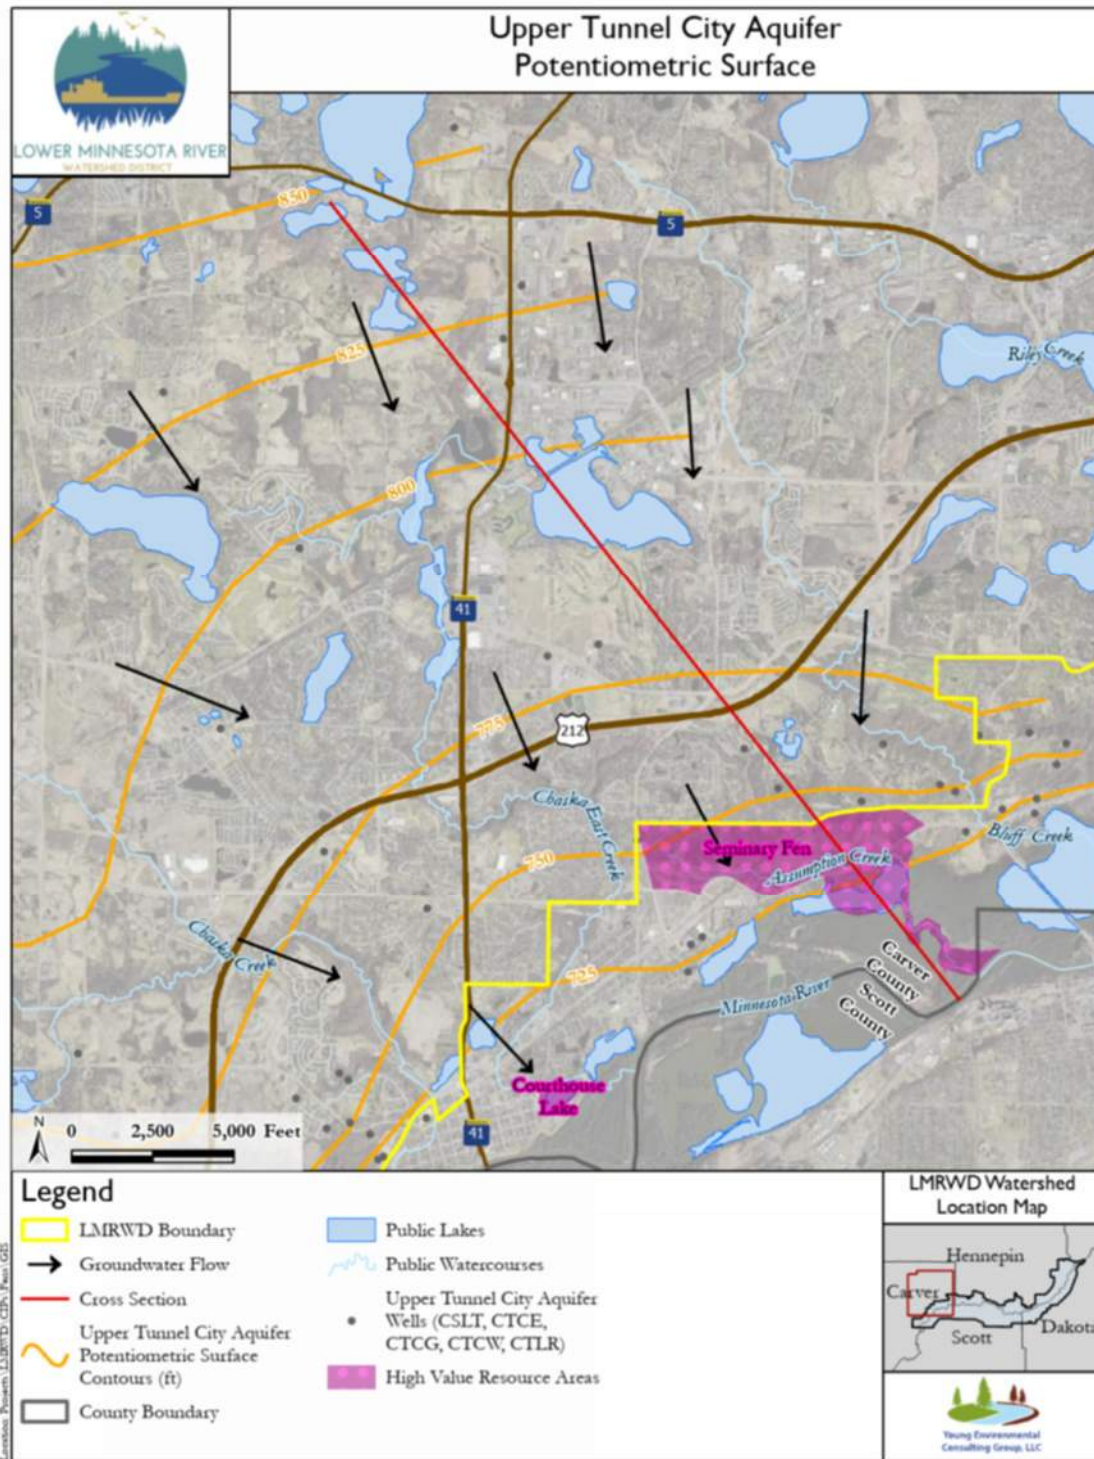 LOWER MINNESOTA RIVER
WATERSHED DISTRICT
Upper Tunnel City Aquifer
Potentiometric Surface
850
5
5
825
Riley Creek
800
41
775
212
Chaska East Creek
750
Seminary Fen
Assumption Creek
Bluff Creek
Chaska Creek
725
Carver
County
Scott
County
Minnesota River
Courthouse
Lake
41
N
0 2,500 5,000 Feet
Legend
LMRWD Boundary
Groundwater Flow
Cross Section
Upper Tunnel City Aquifer
Potentiometric Surface
Contours (ft)
County Boundary
Public Lakes
Public Watercourses
Upper Tunnel City Aquifer
Wells (CSLT, CTCE,
CTCG, CTCW, CTLR)
High Value Resource Areas
LMRWD Watershed
Location Map
Hennepin
Carver
Scott
Dakota
Young Environmental
Consulting Group, LLC